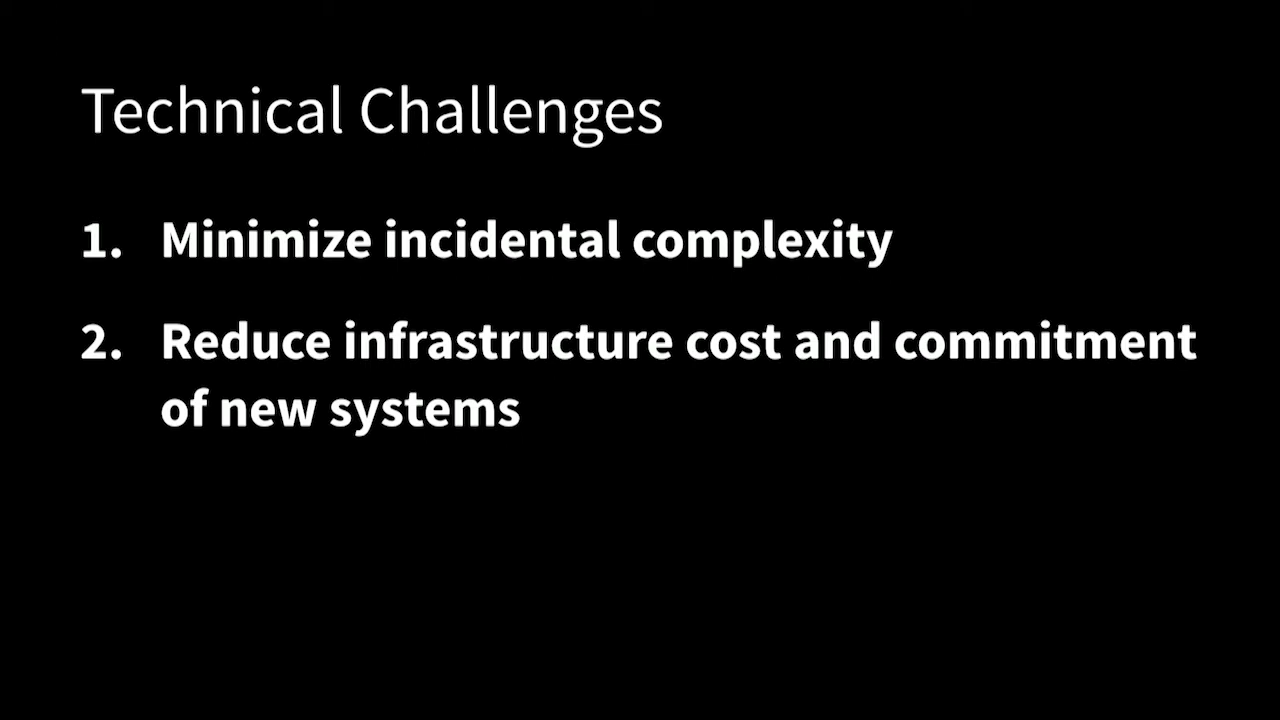 Technical Challenges
1. Minimize incidental complexity
2. Reduce infrastructure cost and commitment
of new systems